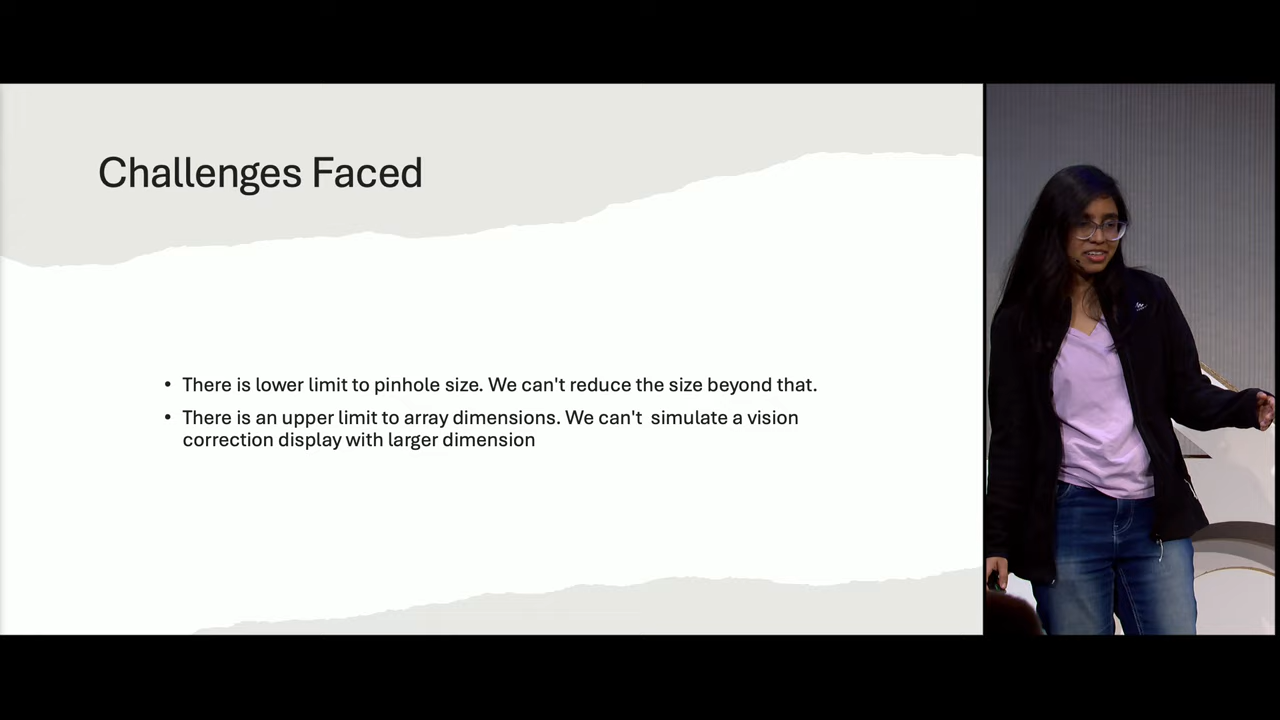 Challenges Faced
• There is lower limit to pinhole size. We can't reduce the size beyond that.
• There is an upper limit to array dimensions. We can't  simulate a vision
correction display with larger dimension